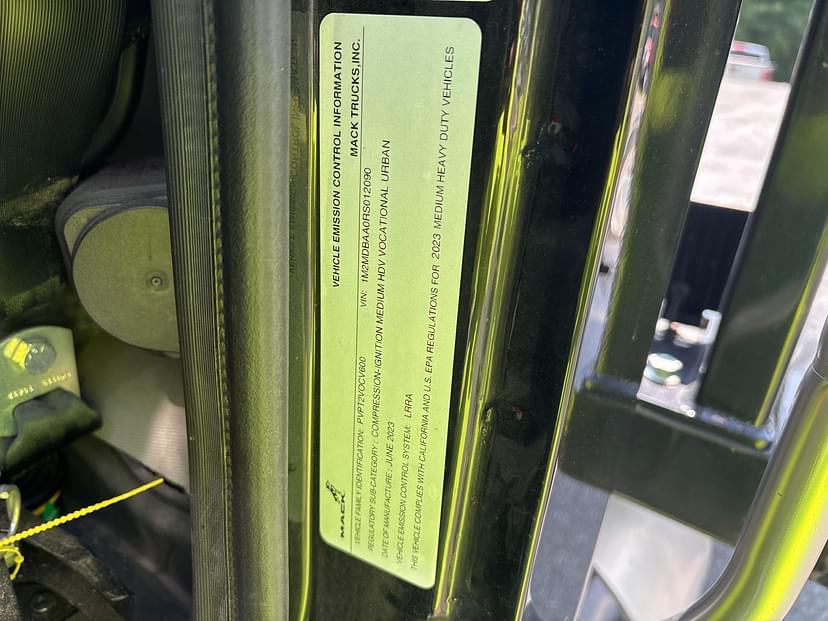 VEHICLE EMISSION CONTROL INFORMATION
MACK TRUCKS, INC.
MACK
VEHICLE FAMILY IDENTIFICATION: PVPT2VOCV600 VIN: 1M2MDBAA0RS012090
REGULATORY SUB-CATEGORY: COMPRESSION-IGNITION MEDIUM HDV VOCATIONAL URBAN
DATE OF MANUFACTURE: JUNE 2023
VEHICLE EMISSION CONTROL SYSTEM: LRRA
THIS VEHICLE COMPLIES WITH CALIFORNIA AND U.S. EPA REGULATIONS FOR 2023 MEDIUM HEAVY DUTY VEHICLES